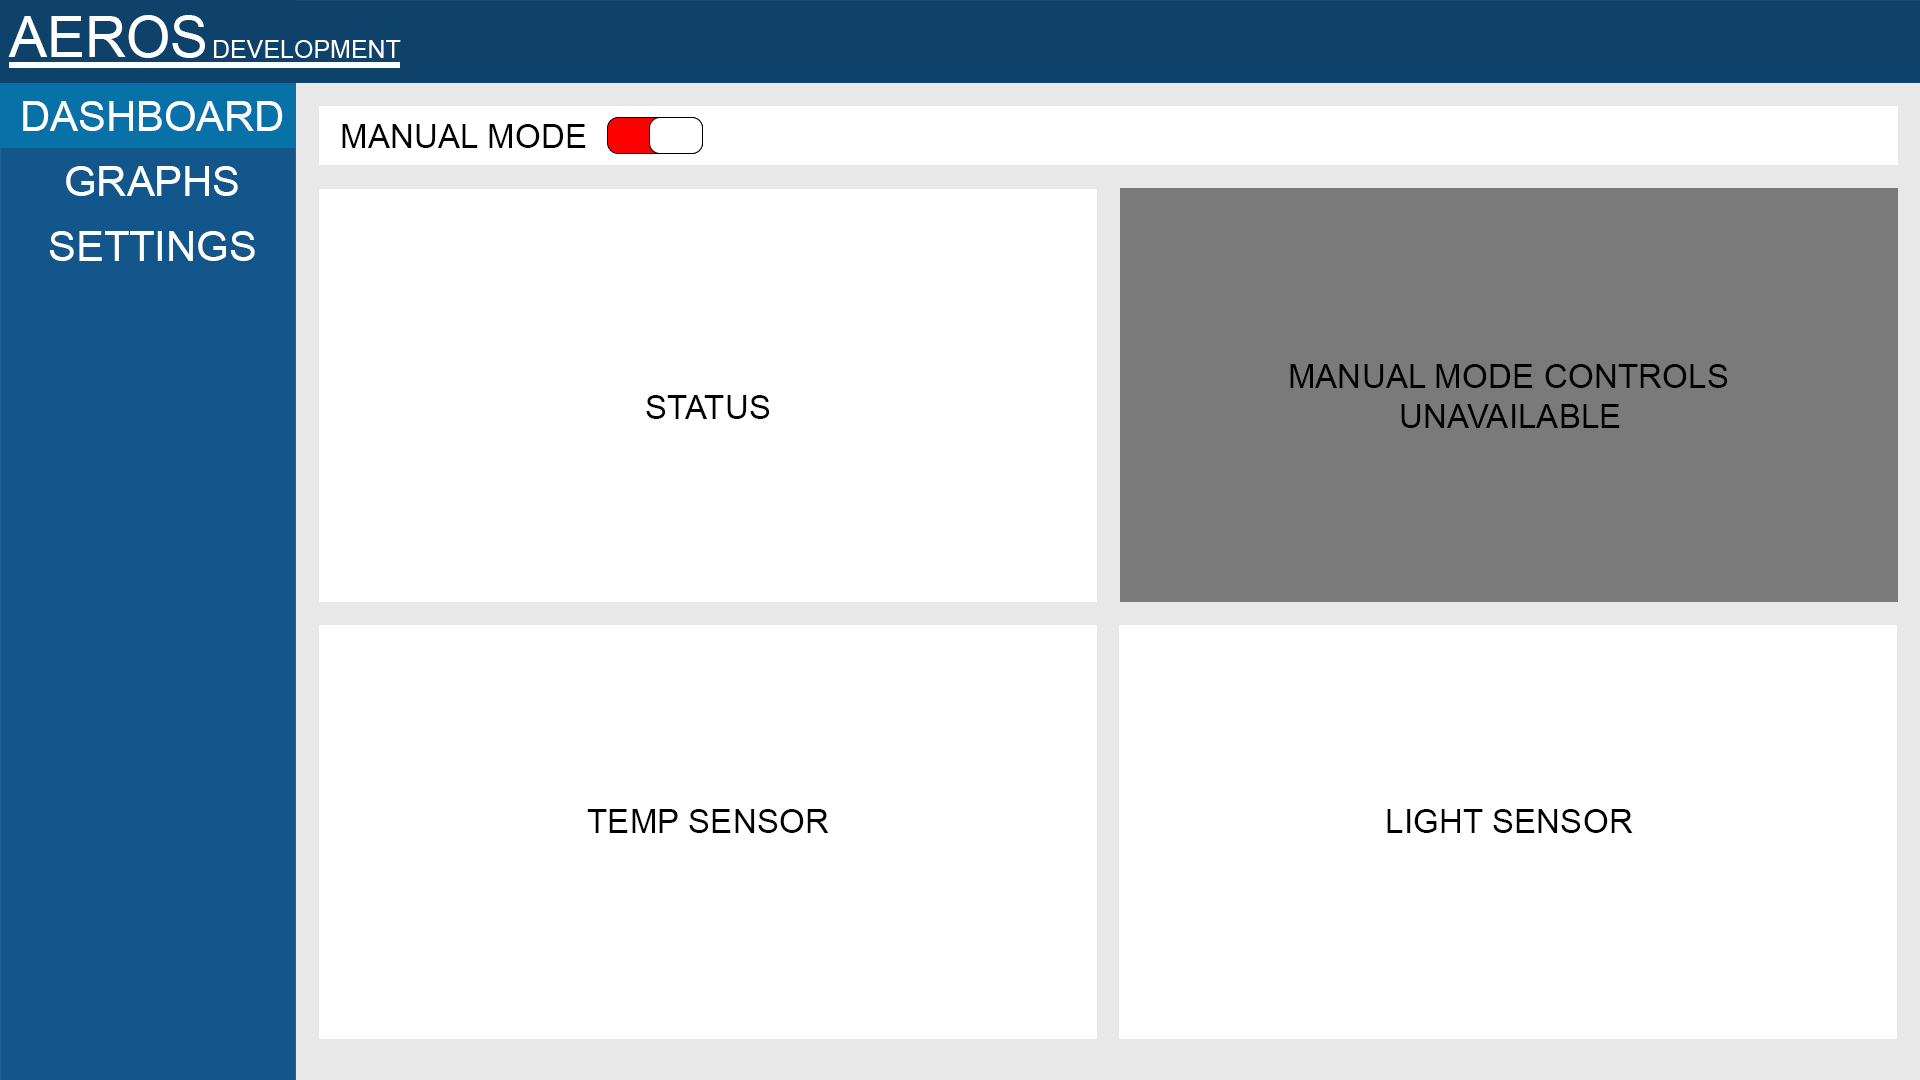 AEROS DEVELOPMENT
DASHBOARD
GRAPHS
SETTINGS
MANUAL MODE
STATUS
MANUAL MODE CONTROLS
UNAVAILABLE
TEMP SENSOR
LIGHT SENSOR